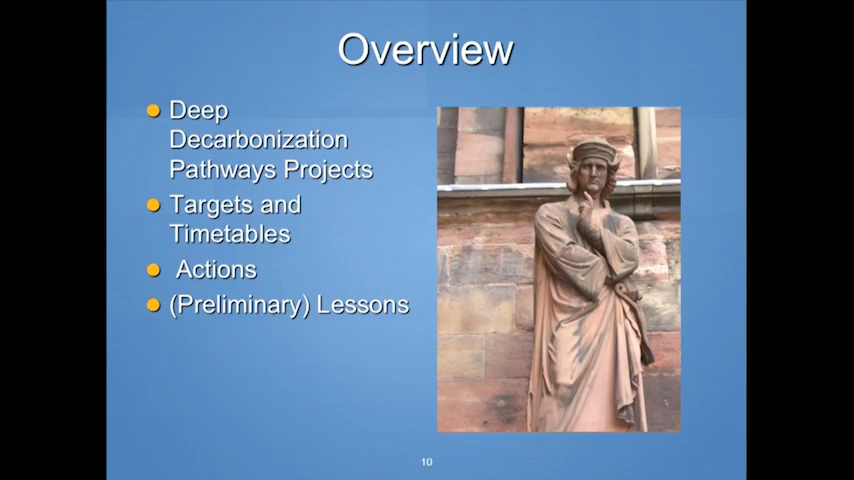 Overview
Deep
Decarbonization
Pathways Projects
Targets and
Timetables
Actions
(Preliminary) Lessons
10